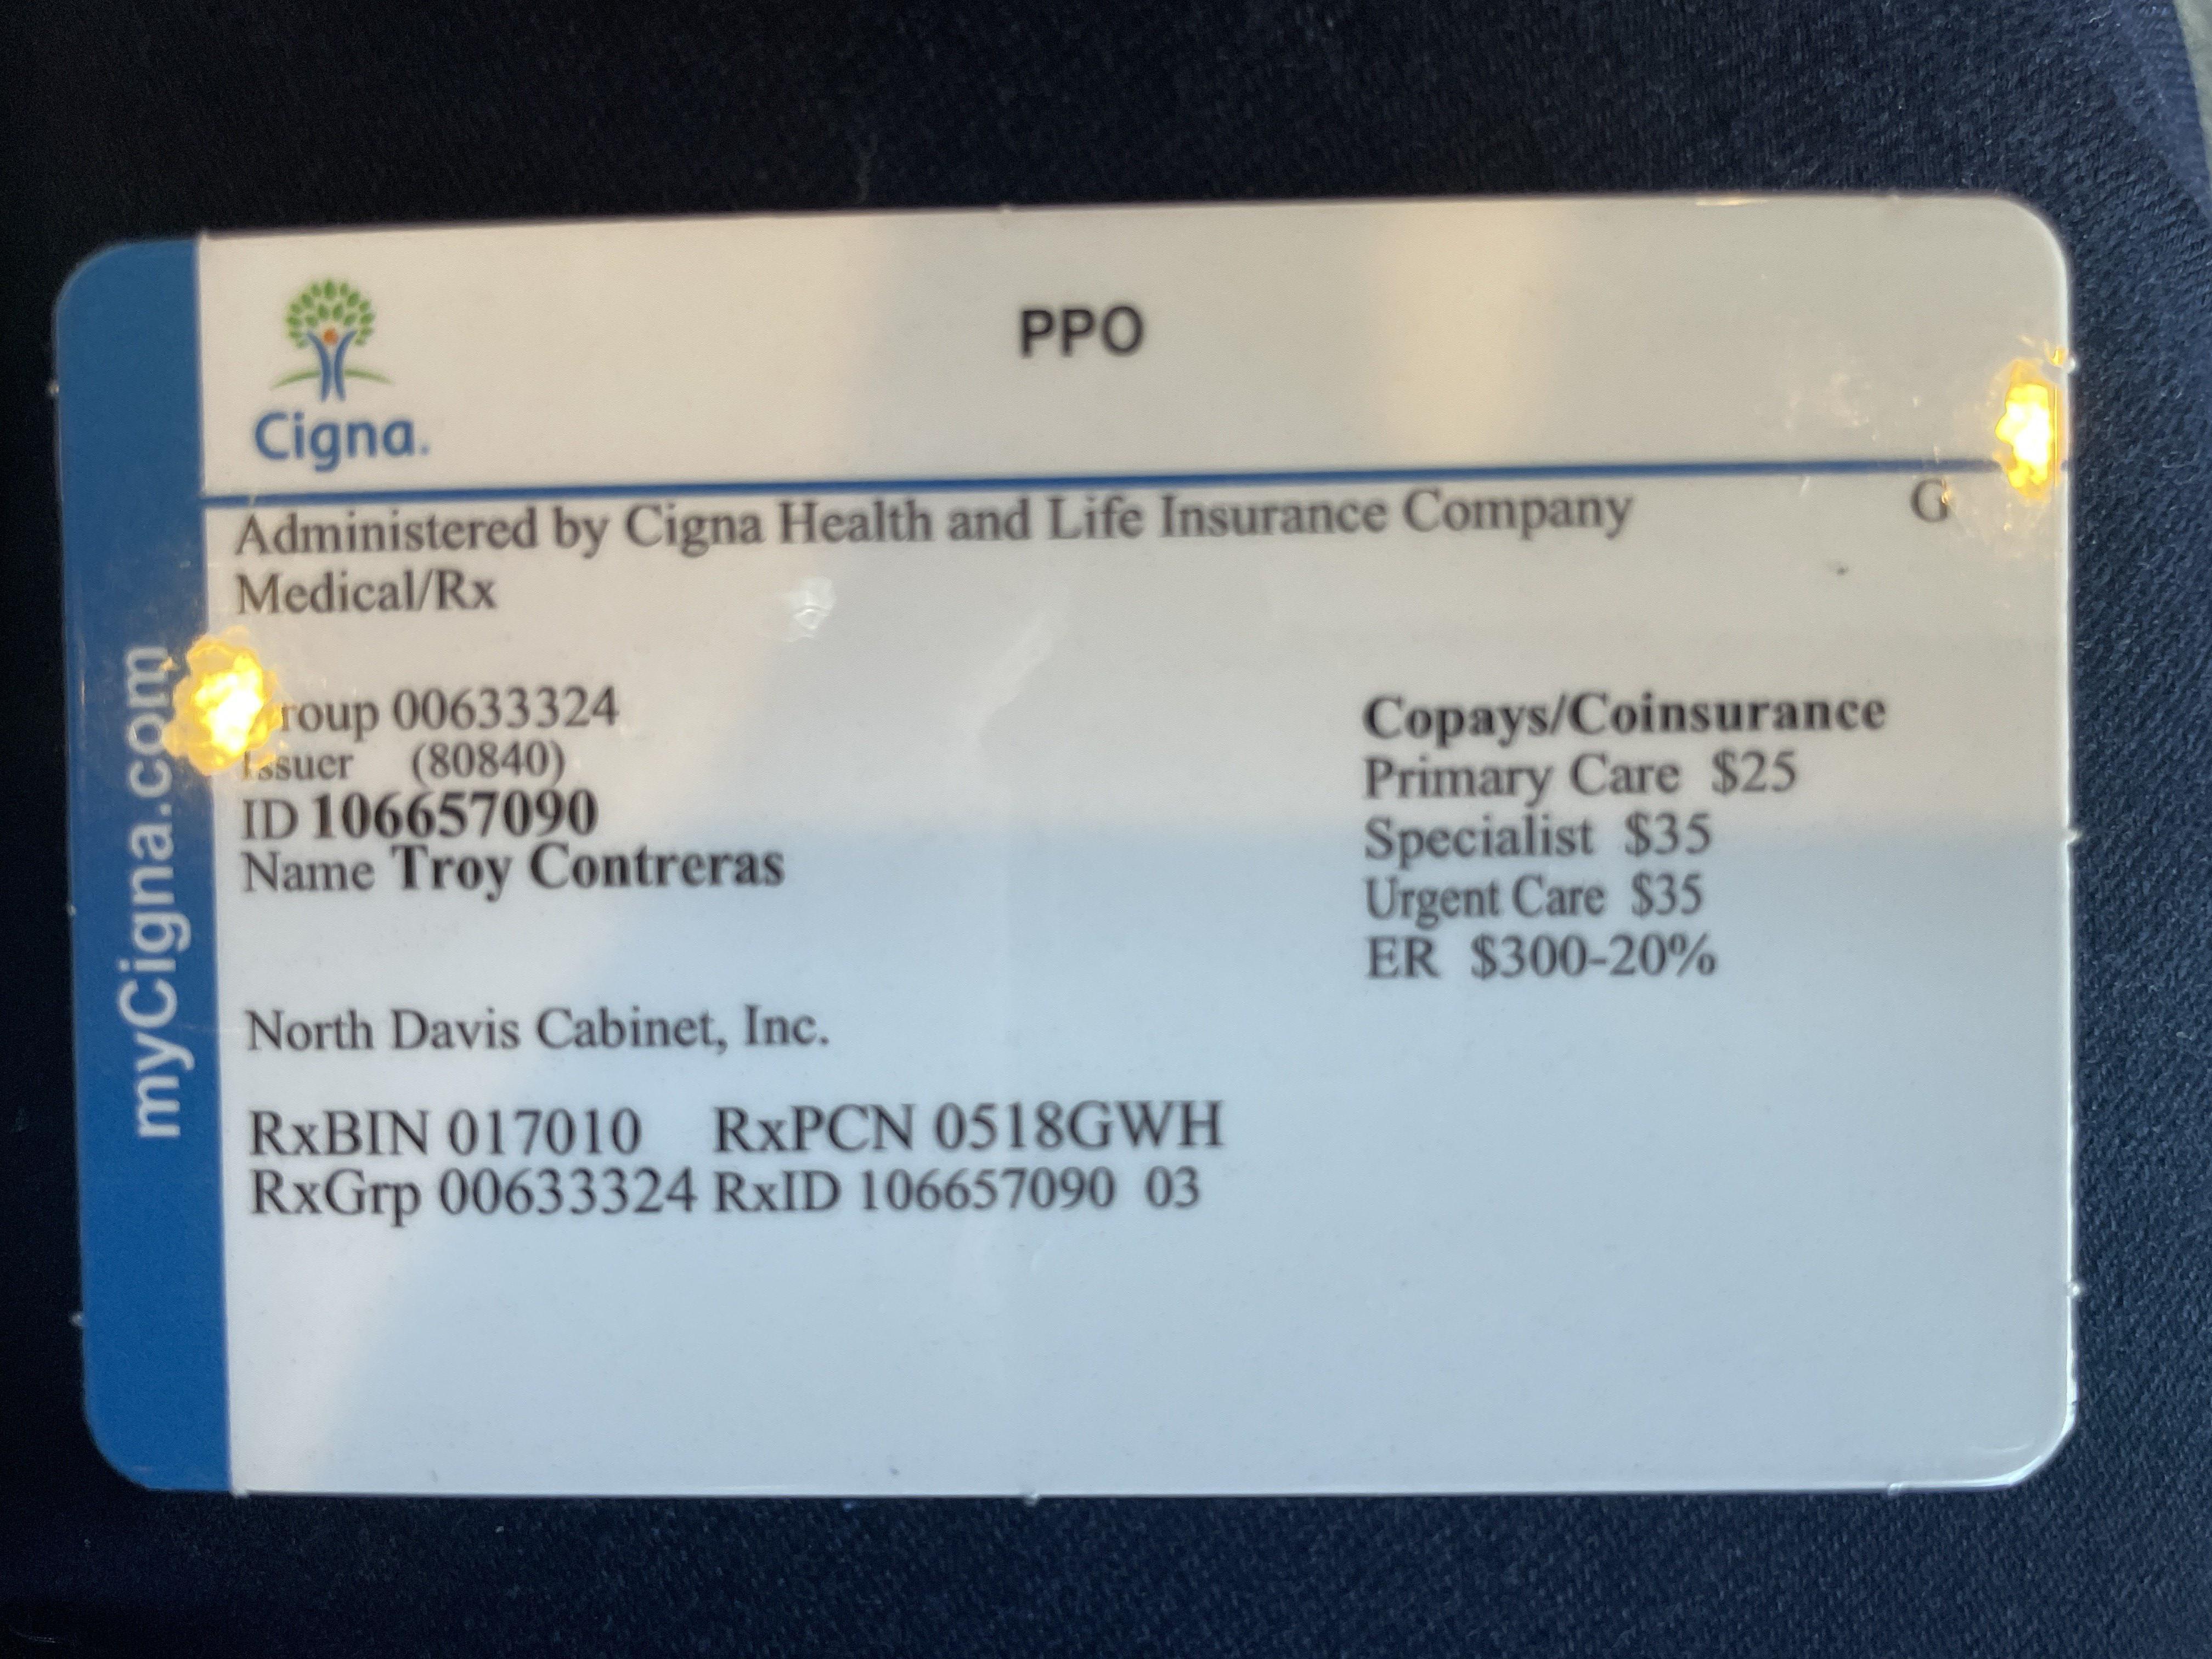 Cigna.
PPO
Administered by Cigna Health and Life Insurance Company G
Medical/Rx
Group 00633324
Issuer (80840)
ID 106657090
Name Troy Contreras
North Davis Cabinet, Inc.
RxBIN 017010 RxPCN 0518GWH
RxGrp 00633324 RxID 106657090 03
Copays/Coinsurance
Primary Care $25
Specialist $35
Urgent Care $35
ER $300-20%
myCigna.com